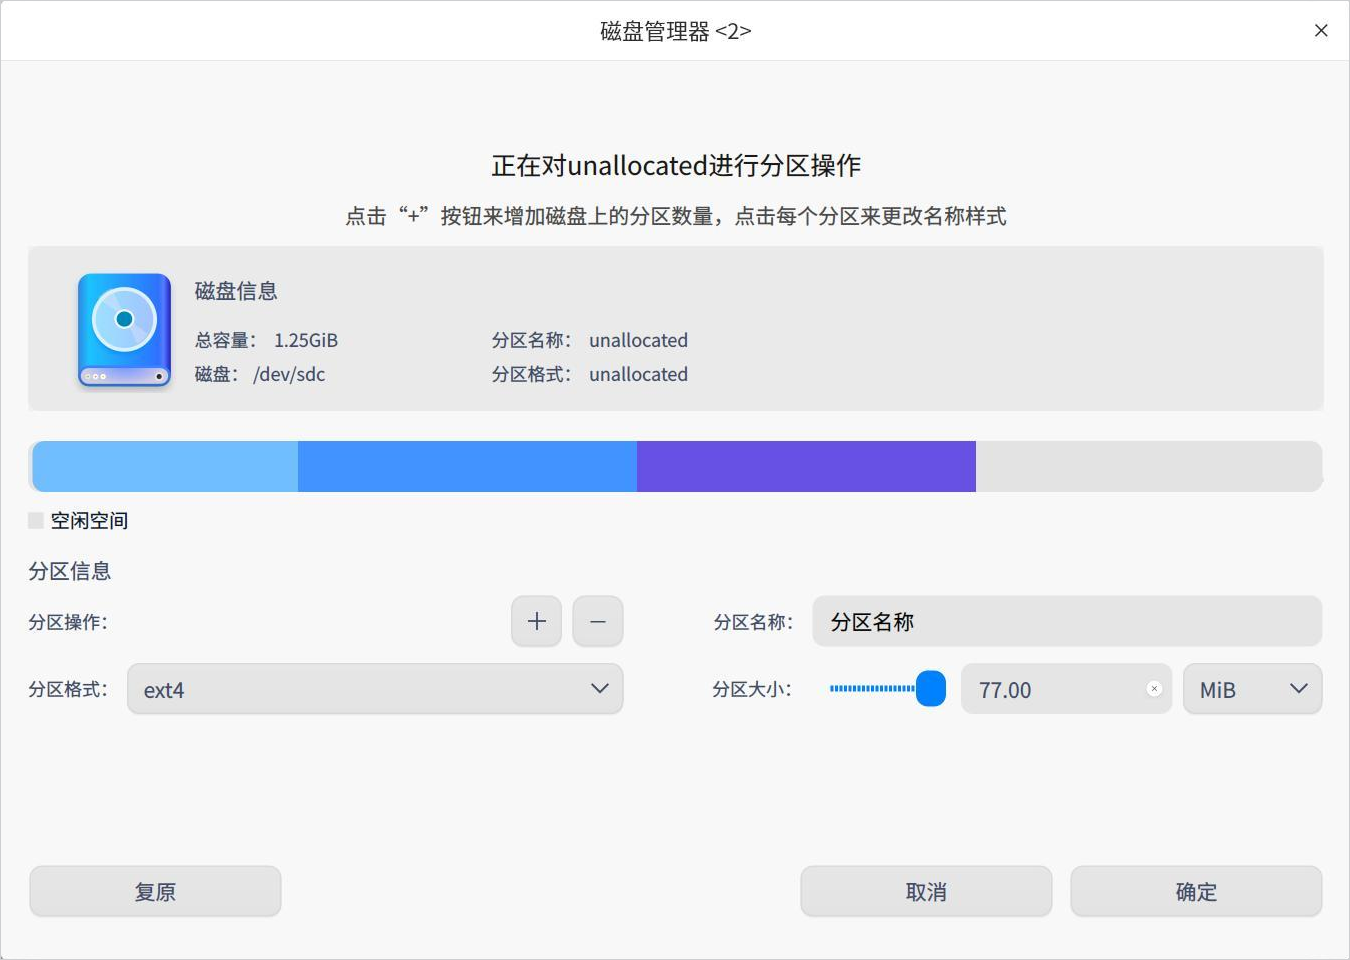 磁盘管理器 <2>
正在对unallocated进行分区操作
点击“+”按钮来增加磁盘上的分区数量，点击每个分区来更改名称样式
磁盘信息
总容量： 1.25GiB 分区名称： unallocated
磁盘： /dev/sdc 分区格式： unallocated
空闲空间
分区信息
分区操作： 分区名称： 分区名称
分区格式： ext4 分区大小： 77.00 MiB
复原 取消 确定